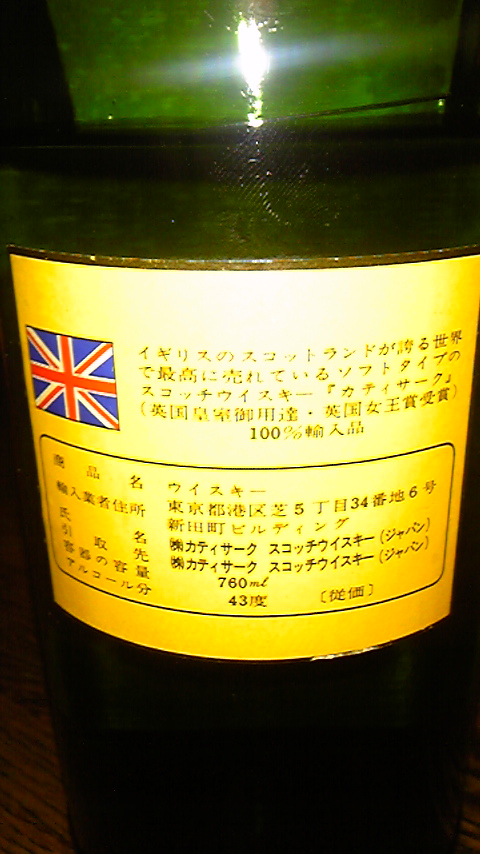 イギリスのスコットランドが誇る世界
で最高に売れているソフトタイプの
スコッチウイスキー『カティサーク』
(英国皇室御用達・英国女王賞受賞)
100%輸入品
商品名 ウイスキー
輸入業者住所 東京都港区芝5丁目34番地6号
新田町ビルディング
氏名 ㈱カティサーク スコッチウイスキー(ジャパン)
引取先 ㈱カティサーク スコッチウイスキー(ジャパン)
容器の容量 760ml
アルコール分 43度 〔従価〕